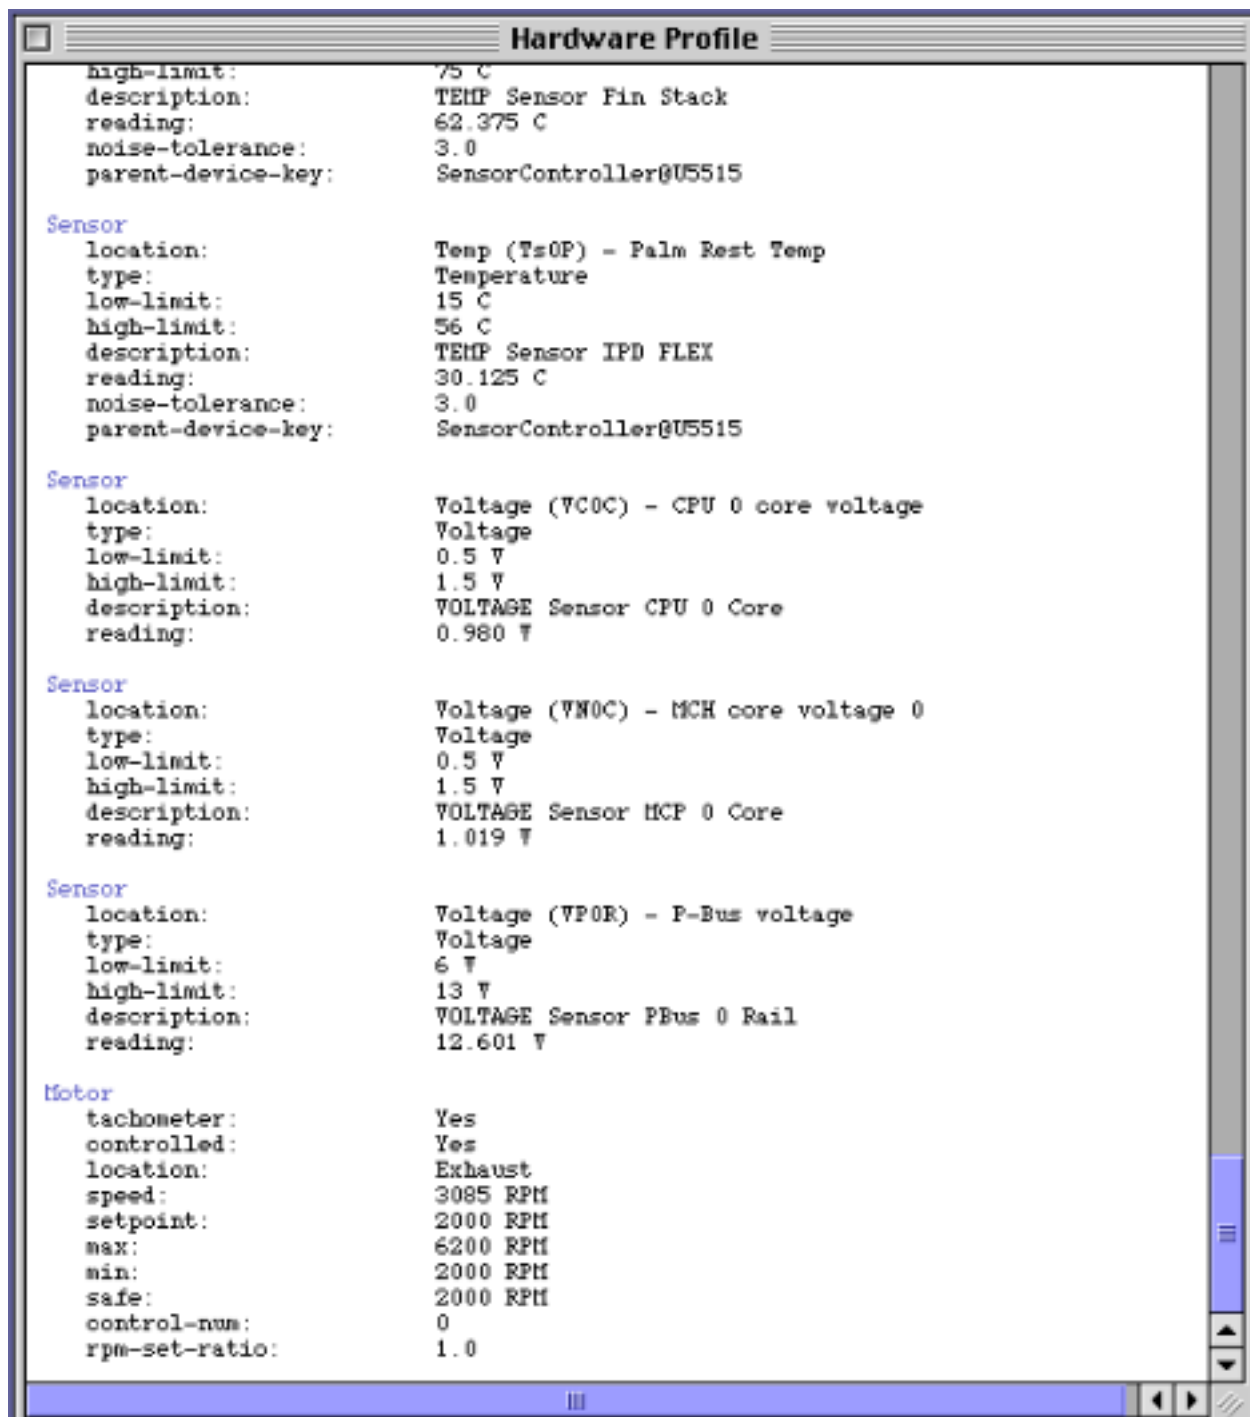 Hardware Profile
high-limit: 75 C
description: TEMP Sensor Fin Stack
reading: 62.375 C
noise-tolerance: 3.0
parent-device-key: SensorController@U5515
Sensor
location: Temp (Ts0P) - Palm Rest Temp
type: Temperature
low-limit: 15 C
high-limit: 56 C
description: TEMP Sensor IPD FLEX
reading: 30.125 C
noise-tolerance: 3.0
parent-device-key: SensorController@U5515
Sensor
location: Voltage (VC0C) - CPU 0 core voltage
type: Voltage
low-limit: 0.5 V
high-limit: 1.5 V
description: VOLTAGE Sensor CPU 0 Core
reading: 0.980 V
Sensor
location: Voltage (VN0C) - MCH core voltage 0
type: Voltage
low-limit: 0.5 V
high-limit: 1.5 V
description: VOLTAGE Sensor MCP 0 Core
reading: 1.019 V
Sensor
location: Voltage (VP0R) - P-Bus voltage
type: Voltage
low-limit: 6 V
high-limit: 13 V
description: VOLTAGE Sensor PBus 0 Rail
reading: 12.601 V
Motor
tachometer: Yes
controlled: Yes
location: Exhaust
speed: 3085 RPM
setpoint: 2000 RPM
max: 6200 RPM
min: 2000 RPM
safe: 2000 RPM
control-num: 0
rpm-set-ratio: 1.0